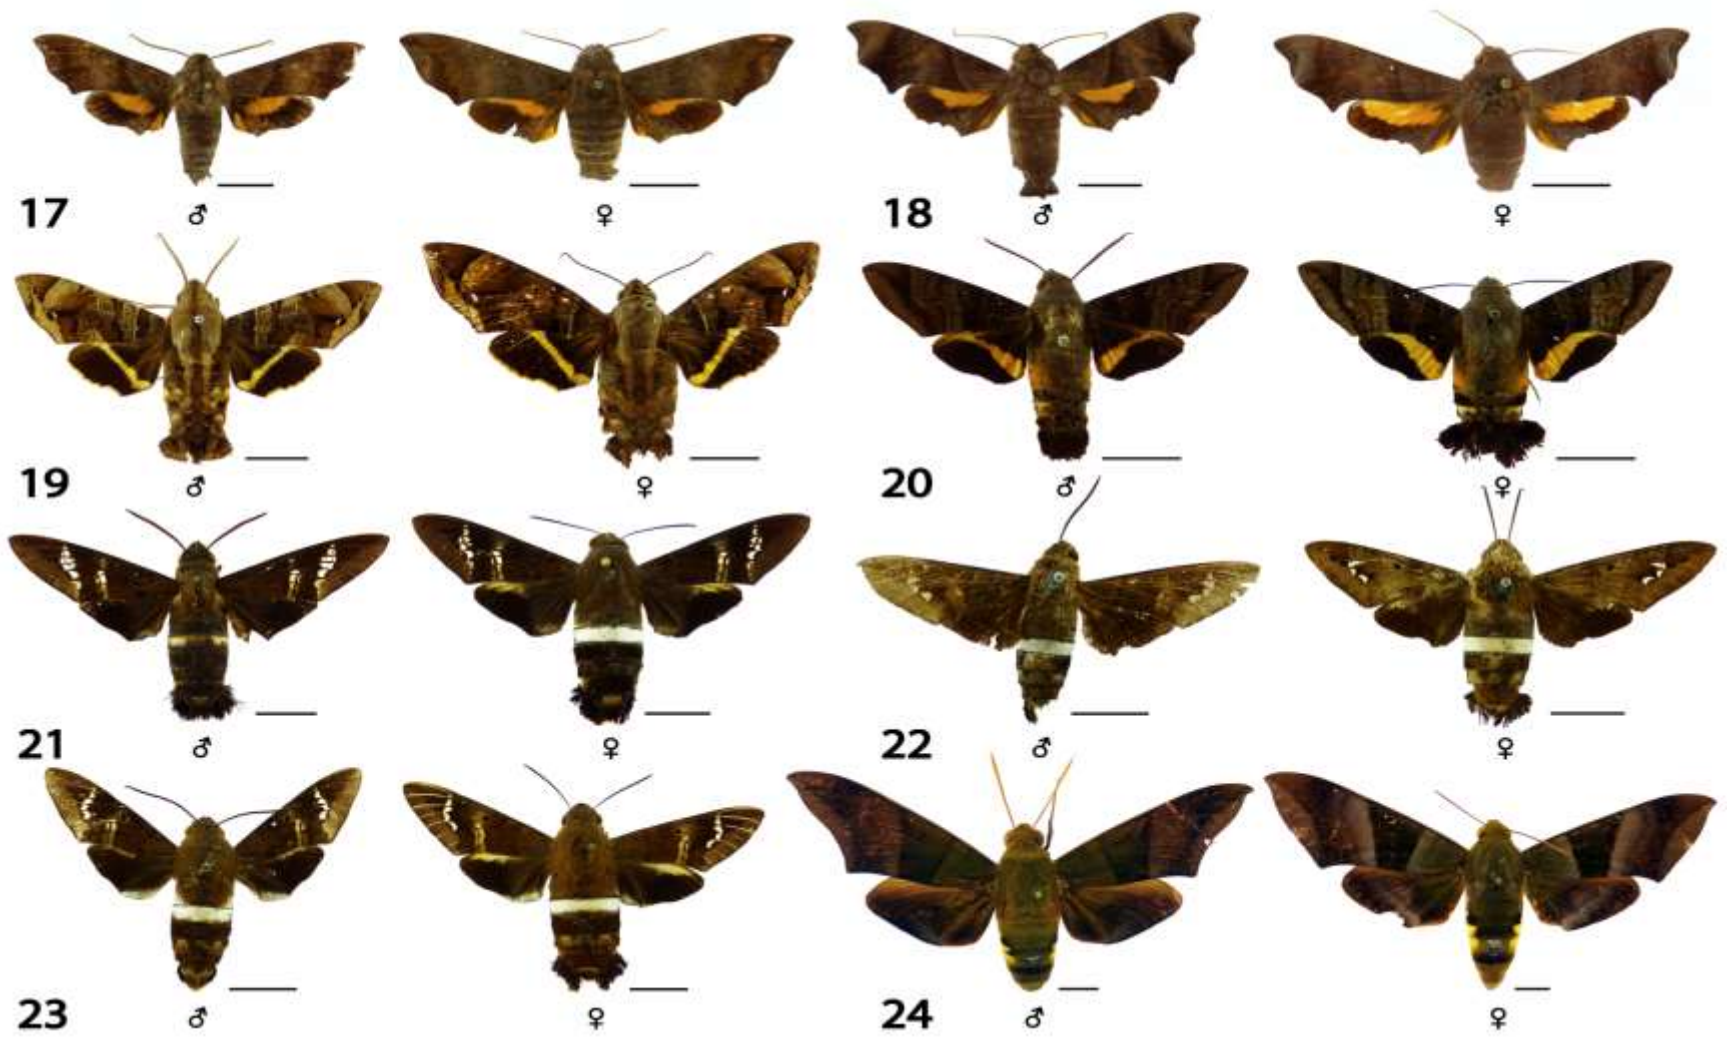 ♂ ♀ ♂ ♀
17 18
19 ♂ ♀ 20 ♂ ♀
21 ♂ ♀ 22 ♂ ♀
23 ♂ ♀ 24 ♂ ♀